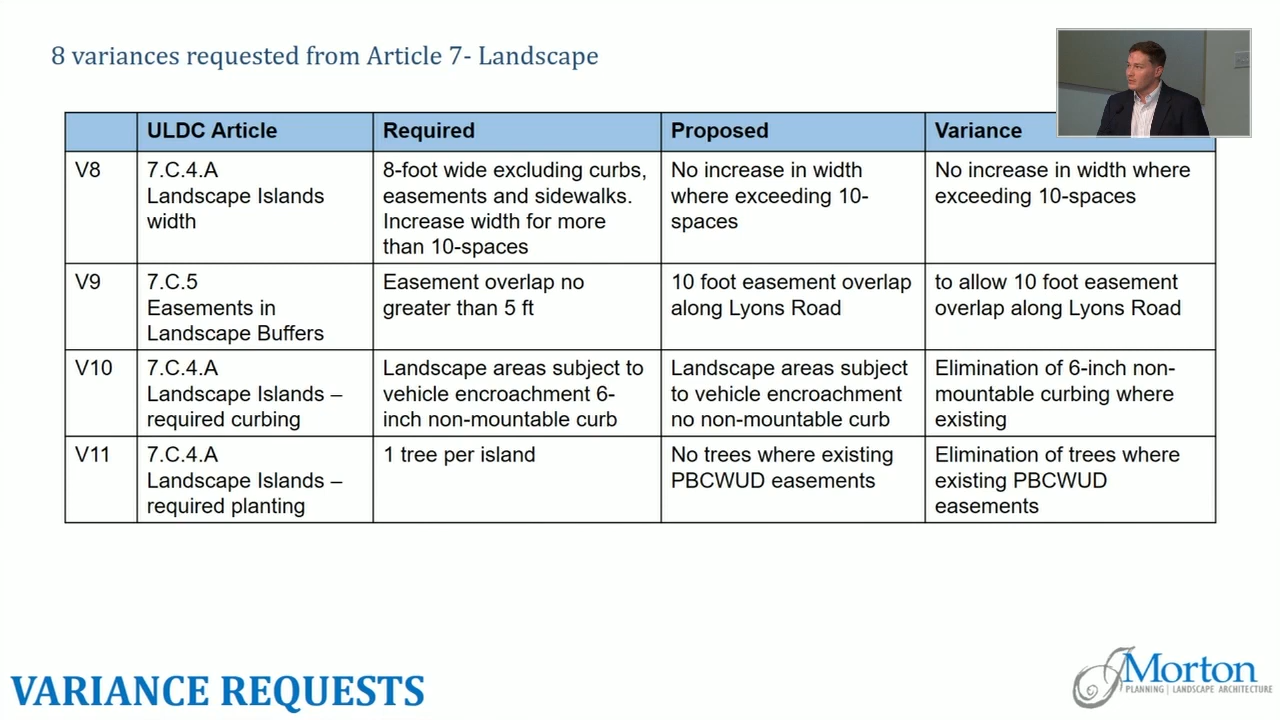 8 variances requested from Article 7- Landscape
ULDC Article
Required
Proposed
Variance
V8
7.C.4.A
Landscape Islands
width
8-foot wide excluding curbs,
easements and sidewalks.
Increase width for more
than 10-spaces
No increase in width
where exceeding 10-
spaces
No increase in width where
exceeding 10-spaces
V9
7.C.5
Easements in
Landscape Buffers
Easement overlap no
greater than 5 ft
10 foot easement overlap
along Lyons Road
to allow 10 foot easement
overlap along Lyons Road
V10
7.C.4.A
Landscape Islands –
required curbing
Landscape areas subject to
vehicle encroachment 6-
inch non-mountable curb
Landscape areas subject
to vehicle encroachment
no non-mountable curb
Elimination of 6-inch non-
mountable curbing where
existing
V11
7.C.4.A
Landscape Islands –
required planting
1 tree per island
No trees where existing
PBCWUD easements
Elimination of trees where
existing PBCWUD
easements
VARIANCE REQUESTS
JMorton
PLANNING | LANDSCAPE ARCHITECTURE